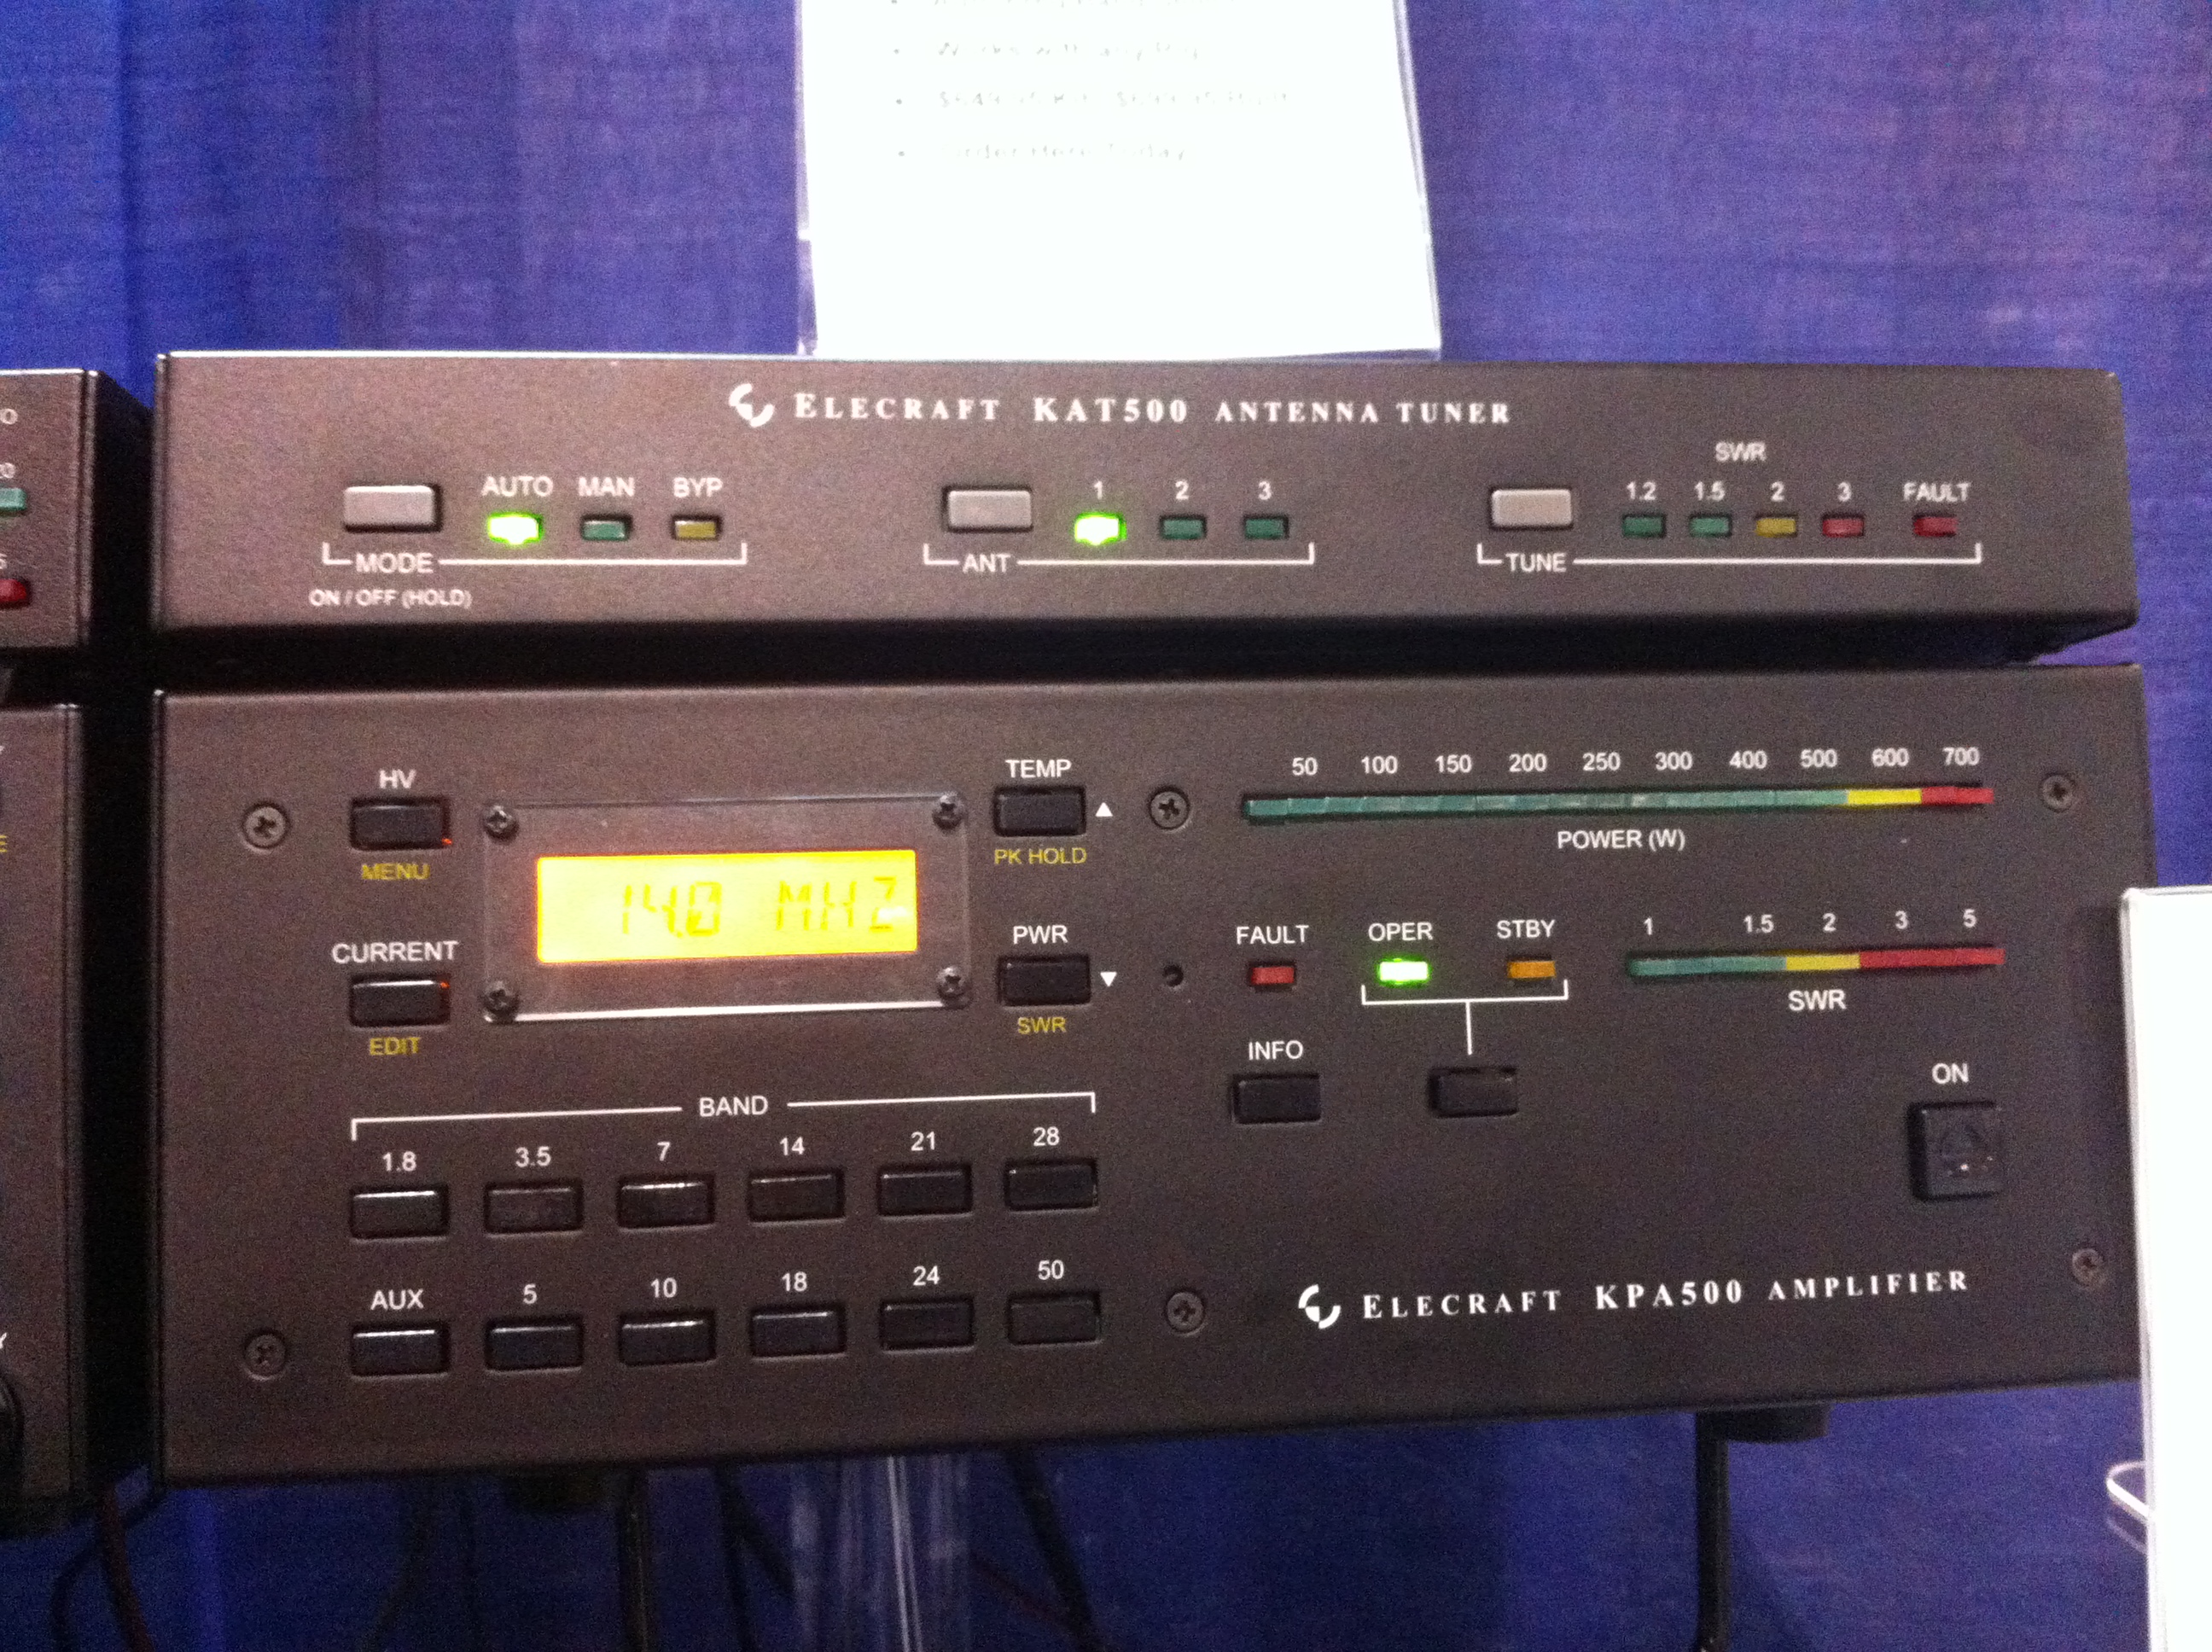 Order Here Today
ELECRAFT KAT500 ANTENNA TUNER
SWR
AUTO MAN BYP 1 2 3 1.2 1.5 2 3 FAULT
MODE ANT TUNE
ON / OFF (HOLD)
HV TEMP 50 100 150 200 250 300 400 500 600 700
MENU PK HOLD POWER (W)
14.0 MHZ
CURRENT PWR FAULT OPER STBY 1 1.5 2 3 5
EDIT SWR SWR
INFO ON
BAND
1.8 3.5 7 14 21 28
AUX 5 10 18 24 50
ELECRAFT KPA500 AMPLIFIER